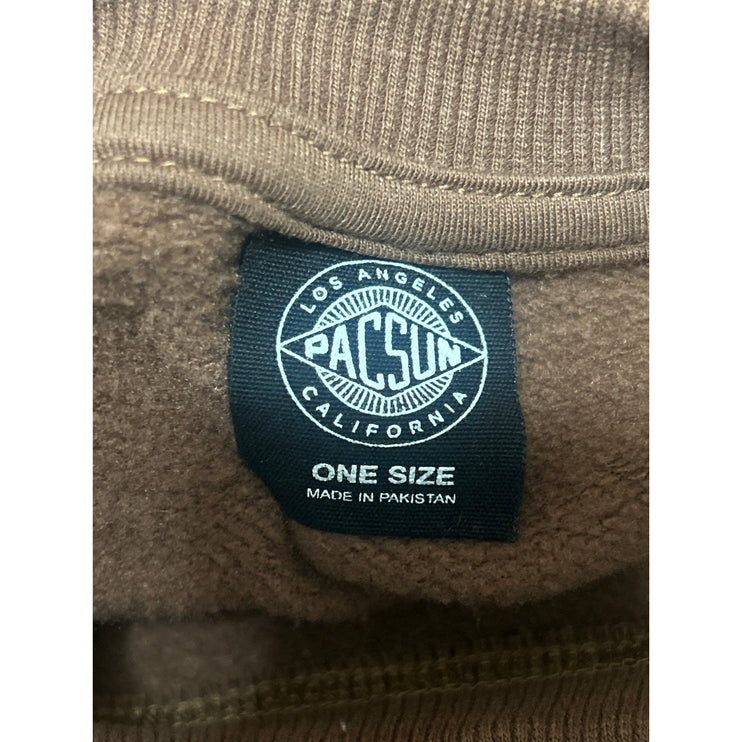 LOS ANGELES
PACSUN
CALIFORNIA
ONE SIZE
MADE IN PAKISTAN